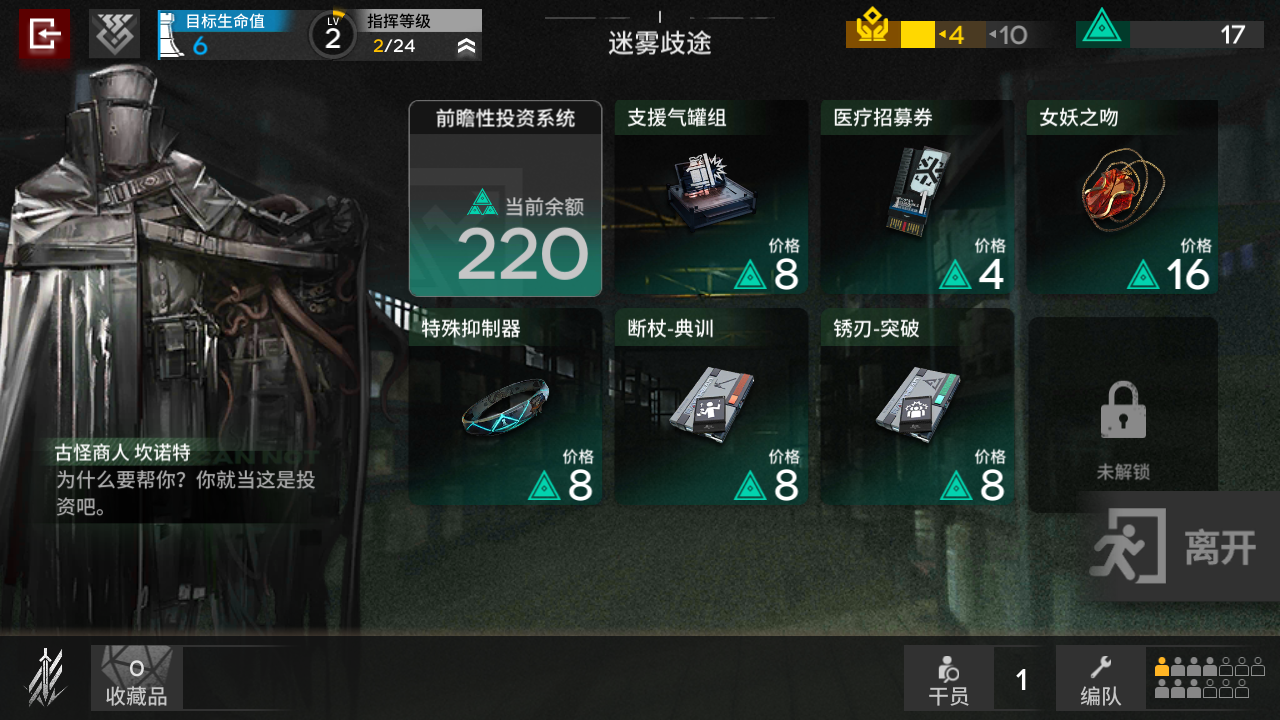 目标生命值
6
LV
2
指挥等级
2/24
迷雾歧途
4
10
17
前瞻性投资系统
当前余额
220
支援气罐组
价格
8
医疗招募券
价格
4
女妖之吻
价格
16
特殊抑制器
价格
8
断杖-典训
价格
8
锈刃-突破
价格
8
未解锁
古怪商人 坎诺特
为什么要帮你？你就当这是投
资吧。
离开
0
收藏品
干员
1
编队